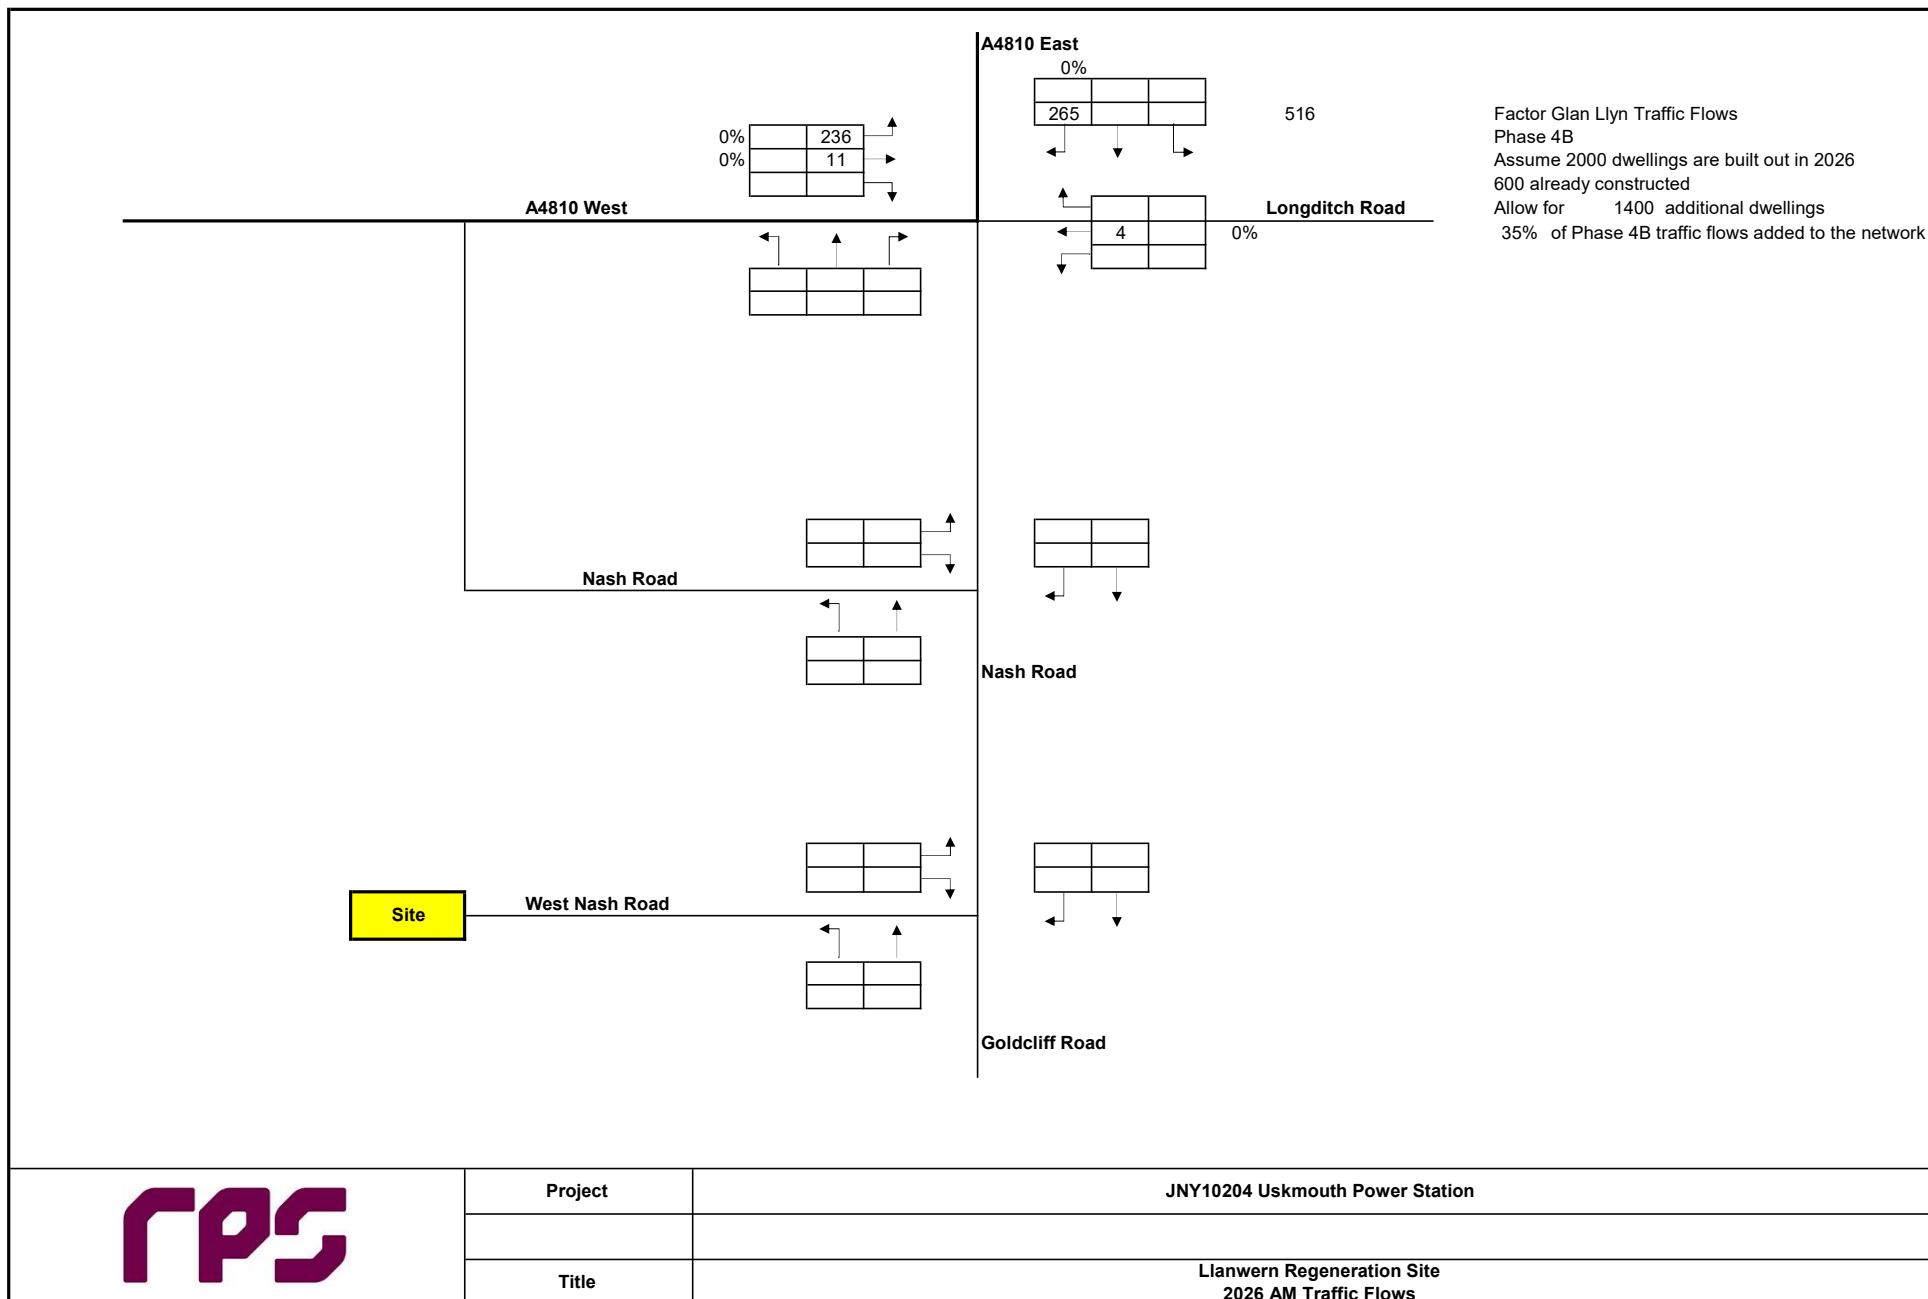 A4810 East
0%
265 516
Factor Glan Llyn Traffic Flows
Phase 4B
Assume 2000 dwellings are built out in 2026
600 already constructed
Allow for 1400 additional dwellings
35% of Phase 4B traffic flows added to the network
0% 236
0% 11
A4810 West
Longditch Road
4 0%
Nash Road
Nash Road
West Nash Road
Site
Goldcliff Road
rps
Project
JNY10204 Uskmouth Power Station
Title
Llanwern Regeneration Site
2026 AM Traffic Flows